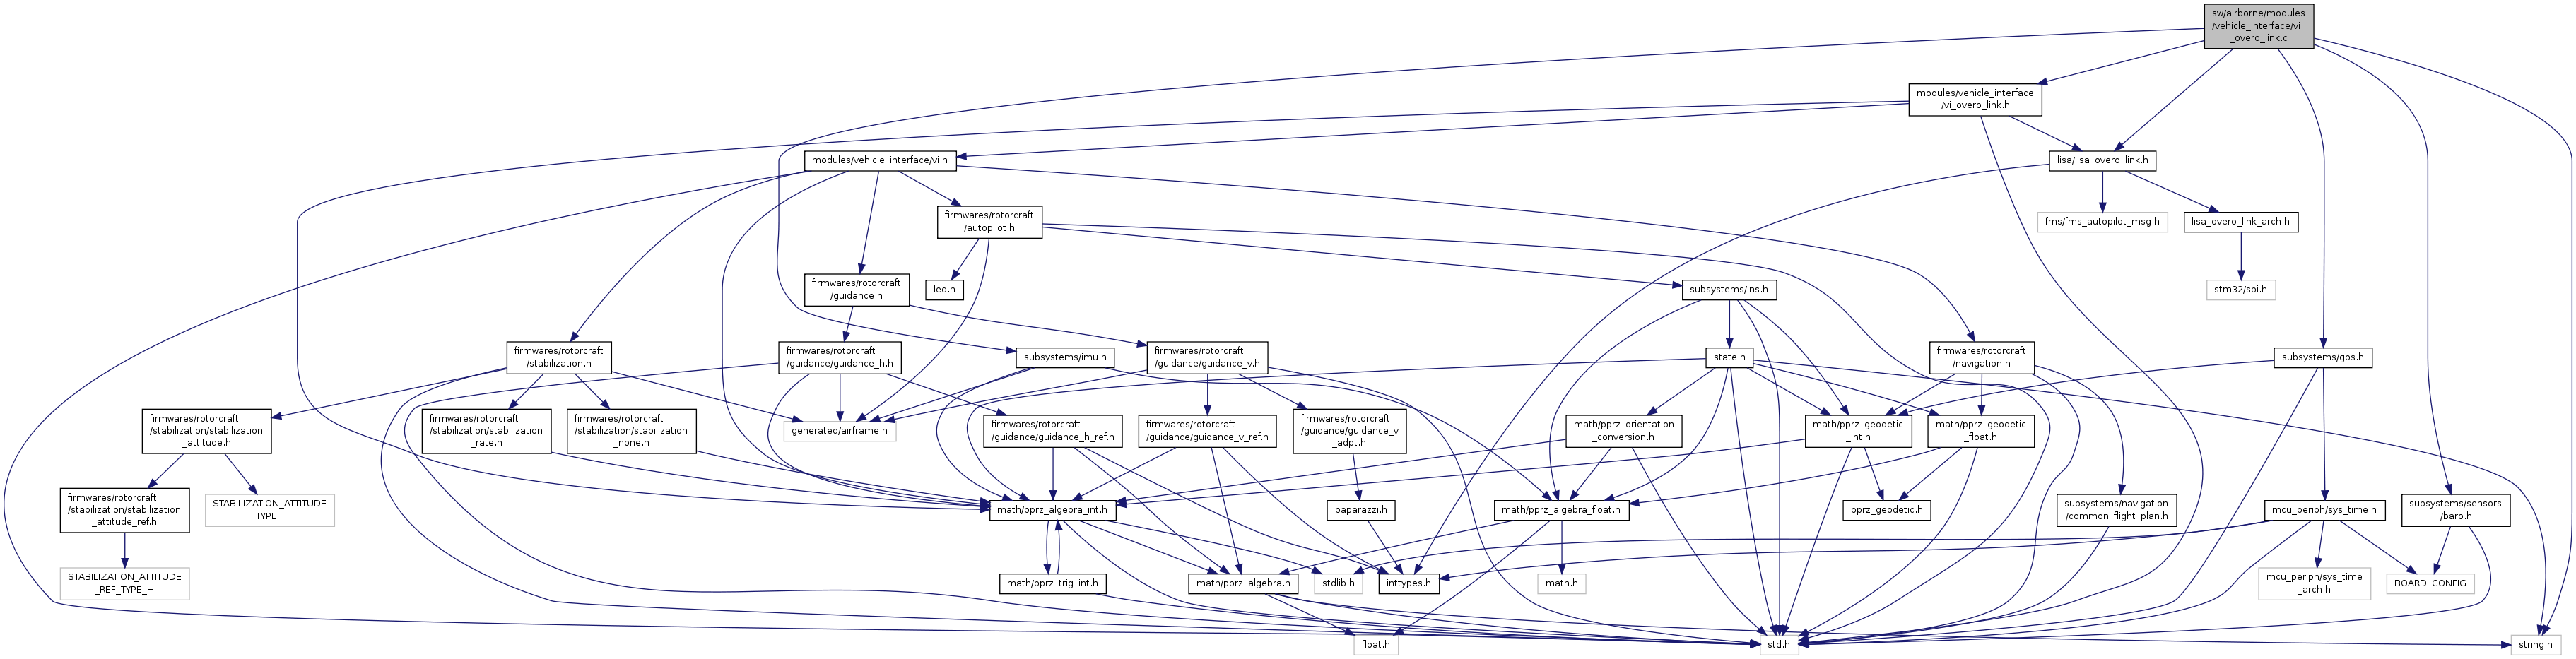 sw/airborne/modules
/vehicle_interface/vi
_overo_link.c
modules/vehicle_interface
/vi_overo_link.h
modules/vehicle_interface/vi.h
lisa/lisa_overo_link.h
firmwares/rotorcraft
/autopilot.h
fms/fms_autopilot_msg.h
lisa_overo_link_arch.h
firmwares/rotorcraft
/guidance.h
led.h
subsystems/ins.h
stm32/spi.h
firmwares/rotorcraft
/stabilization.h
firmwares/rotorcraft
/guidance/guidance_h.h
subsystems/imu.h
firmwares/rotorcraft
/guidance/guidance_v.h
state.h
firmwares/rotorcraft
/navigation.h
subsystems/gps.h
firmwares/rotorcraft
/stabilization/stabilization
_attitude.h
firmwares/rotorcraft
/stabilization/stabilization
_rate.h
firmwares/rotorcraft
/stabilization/stabilization
_none.h
generated/airframe.h
firmwares/rotorcraft
/guidance/guidance_h_ref.h
firmwares/rotorcraft
/guidance/guidance_v_ref.h
firmwares/rotorcraft
/guidance/guidance_v
_adpt.h
math/pprz_orientation
_conversion.h
math/pprz_geodetic
_int.h
math/pprz_geodetic
_float.h
firmwares/rotorcraft
/stabilization/stabilization
_attitude_ref.h
STABILIZATION_ATTITUDE
_TYPE_H
math/pprz_algebra_int.h
paparazzi.h
math/pprz_algebra_float.h
pprz_geodetic.h
subsystems/navigation
/common_flight_plan.h
mcu_periph/sys_time.h
subsystems/sensors
/baro.h
STABILIZATION_ATTITUDE
_REF_TYPE_H
math/pprz_trig_int.h
math/pprz_algebra.h
stdlib.h
inttypes.h
math.h
mcu_periph/sys_time
_arch.h
BOARD_CONFIG
float.h
std.h
string.h